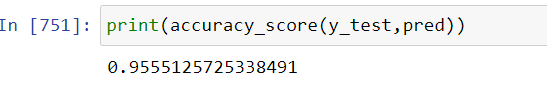 In [751]: print(accuracy_score(y_test,pred))
0.9555125725338491